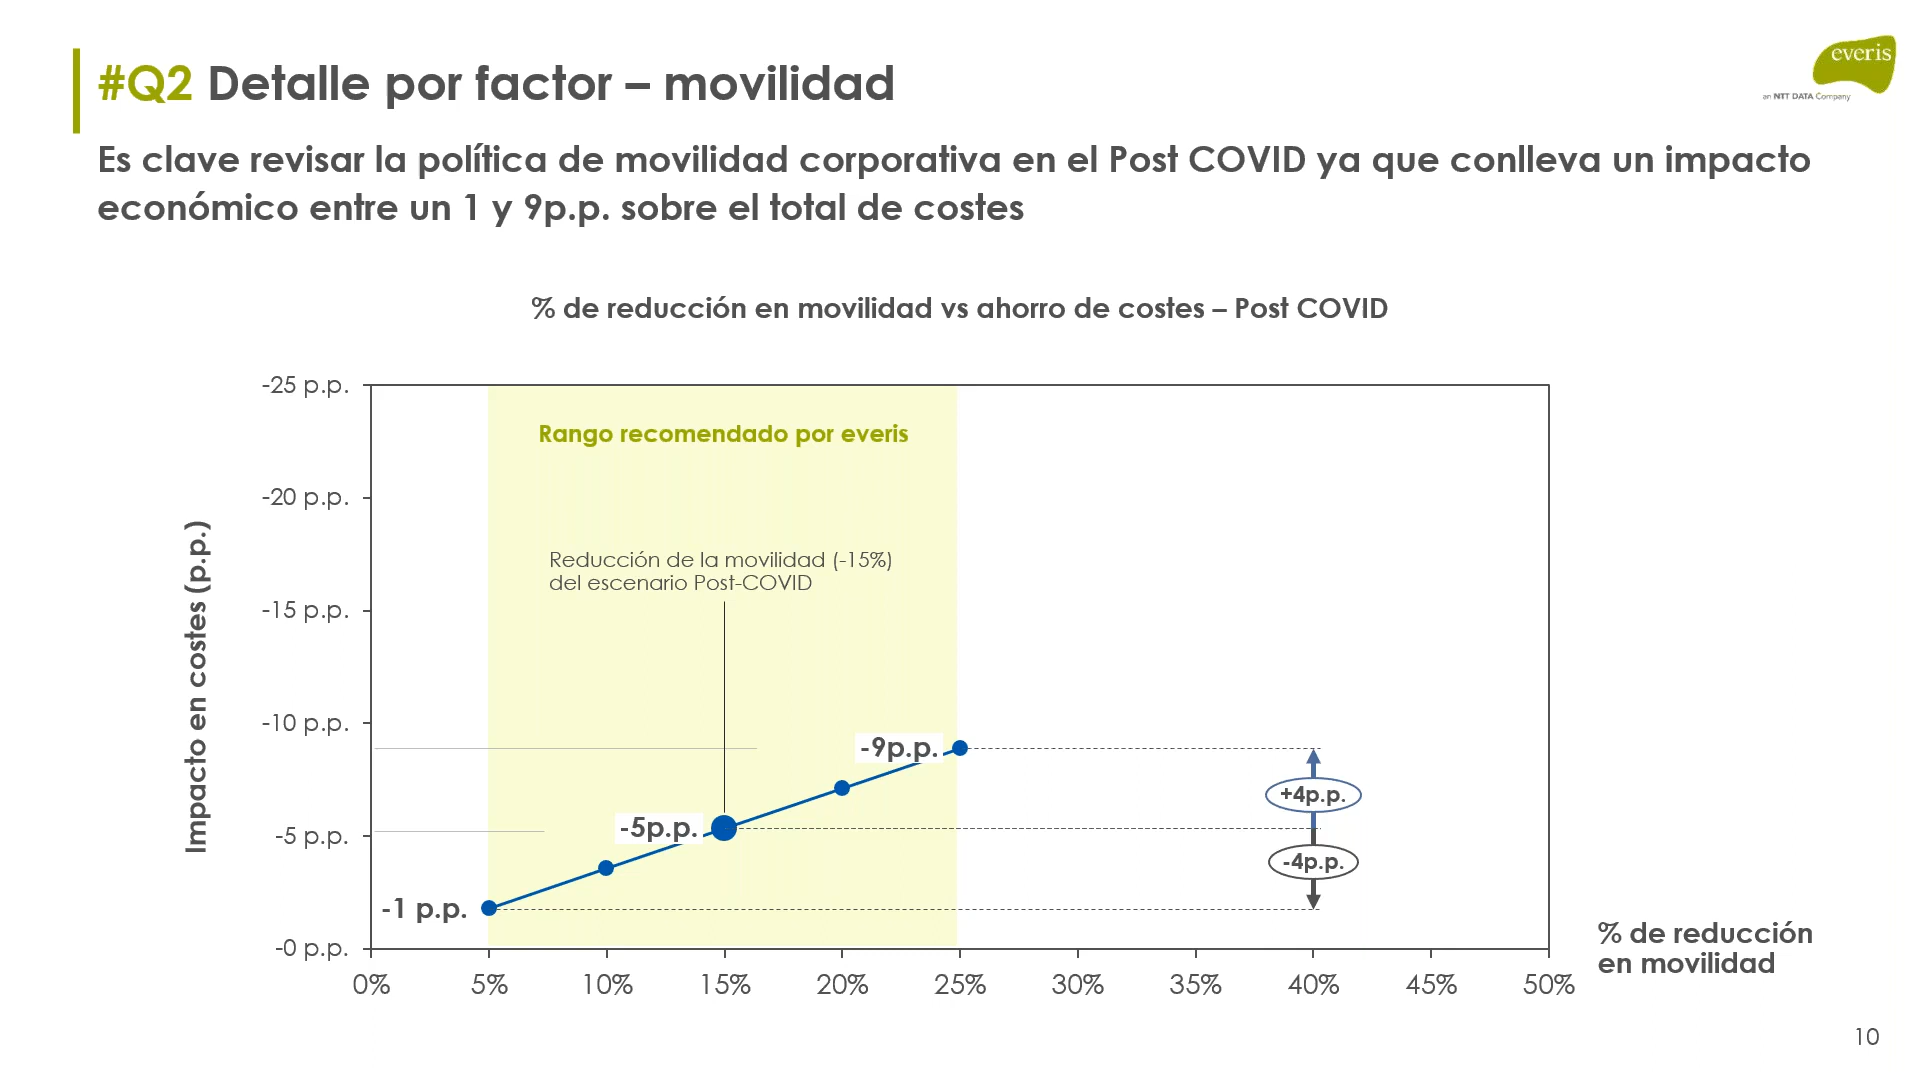 #Q2 Detalle por factor – movilidad
everis
an NTT DATA Company
Es clave revisar la política de movilidad corporativa en el Post COVID ya que conlleva un impacto
económico entre un 1 y 9p.p. sobre el total de costes
% de reducción en movilidad vs ahorro de costes – Post COVID
Impacto en costes (p.p.)
-25 p.p.
-20 p.p.
-15 p.p.
-10 p.p.
-5 p.p.
-0 p.p.
Rango recomendado por everis
Reducción de la movilidad (-15%)
del escenario Post-COVID
-9p.p.
-5p.p.
-1 p.p.
+4p.p.
-4p.p.
0%
5%
10%
15%
20%
25%
30%
35%
40%
45%
50%
% de reducción
en movilidad
10